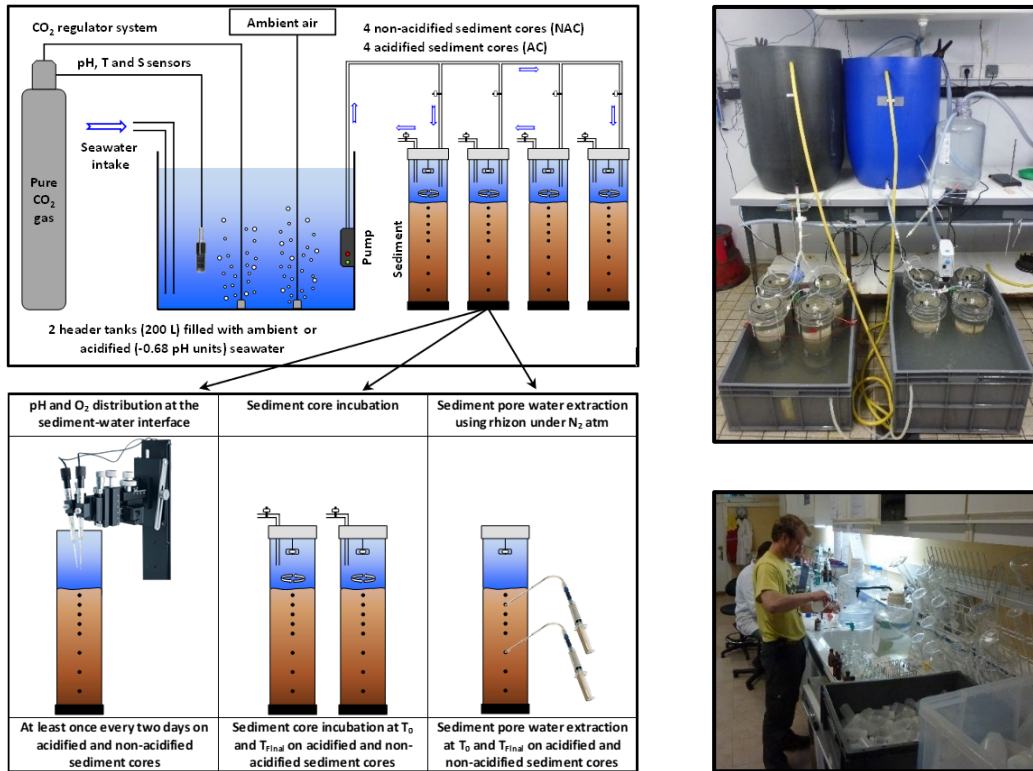 CO₂ regulator system
Ambient air
4 non-acidified sediment cores (NAC)
4 acidified sediment cores (AC)
pH, T and S sensors
Seawater
intake
Pure
CO₂
gas
Sediment
Pump
2 header tanks (200 L) filled with ambient or
acidified (-0.68 pH units) seawater
pH and O₂ distribution at the
sediment-water interface
Sediment core incubation
Sediment pore water extraction
using rhizon under N₂ atm
At least once every two days on
acidified and non-acidified
sediment cores
Sediment core incubation at T₀
and T_Final on acidified and non-
acidified sediment cores
Sediment pore water extraction
at T₀ and T_Final on acidified and
non-acidified sediment cores